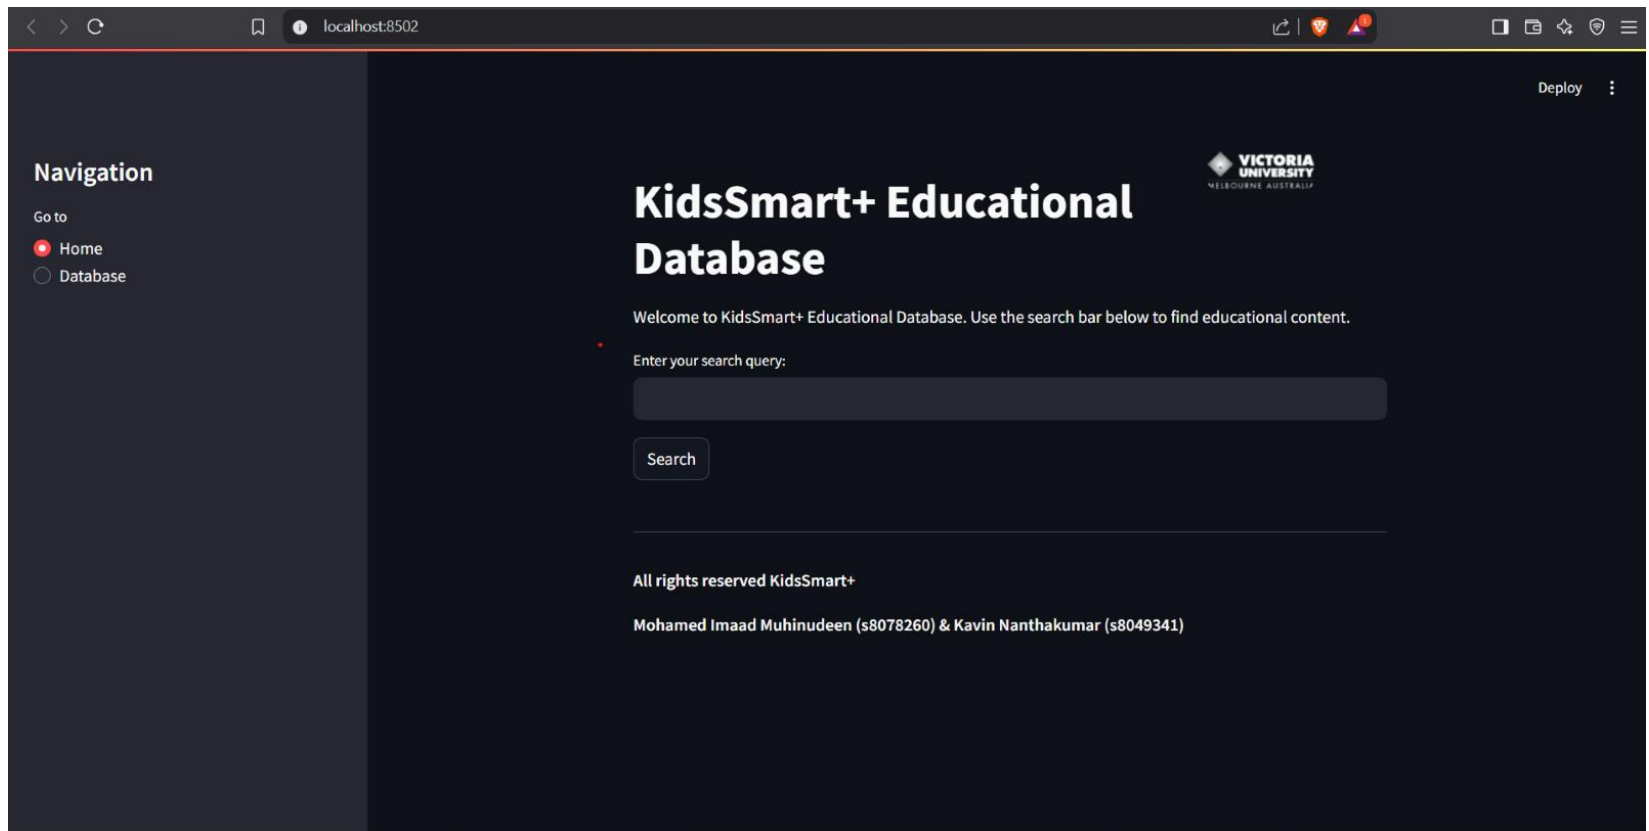 localhost:8502
Deploy
Navigation
Go to
Home
Database
VICTORIA
UNIVERSITY
MELBOURNE AUSTRALIA
KidsSmart+ Educational
Database
Welcome to KidsSmart+ Educational Database. Use the search bar below to find educational content.
Enter your search query:
Search
All rights reserved KidsSmart+
Mohamed Imaad Muhinudeen (s8078260) & Kavin Nanthakumar (s8049341)